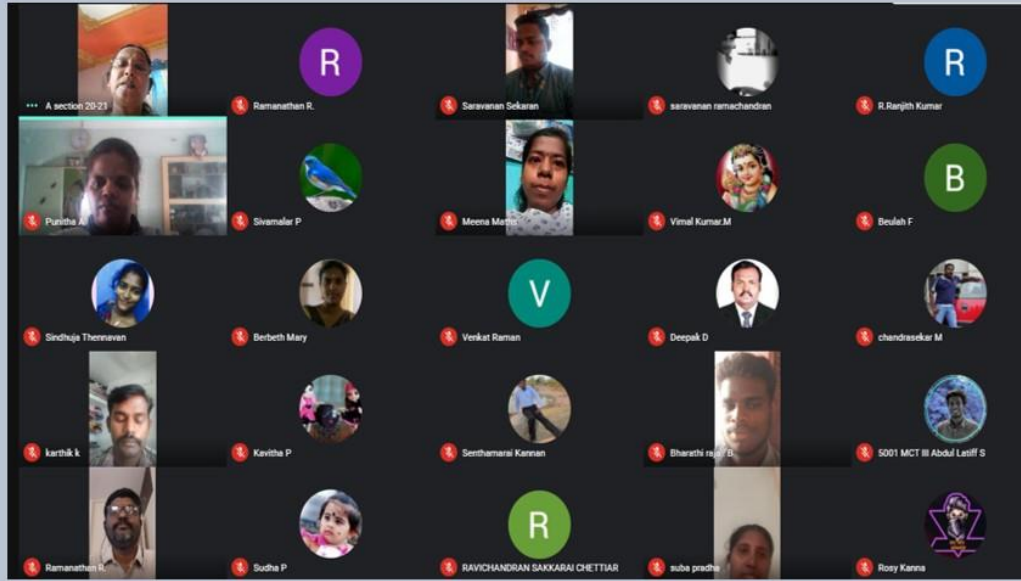 R
R
A section 20-21
Ramanathan R.
Saravanan Sekaran
saravanan ramachandran
R.Ranjith Kumar
B
Punitha A
Sivamalar P
Meena Maths
Vimal Kumar.M
Beulah F
V
Sindhuja Thennavan
Berbeth Mary
Venkat Raman
Deepak D
chandrasekar M
karthik k
Kavitha P
Senthamarai Kannan
Bharathi raja B
5001 MCT III Abdul Latiff S
R
Ramanathan R.
Sudha P
RAVICHANDRAN SAKKARAI CHETTIAR
suba pradha
Rosy Kanna